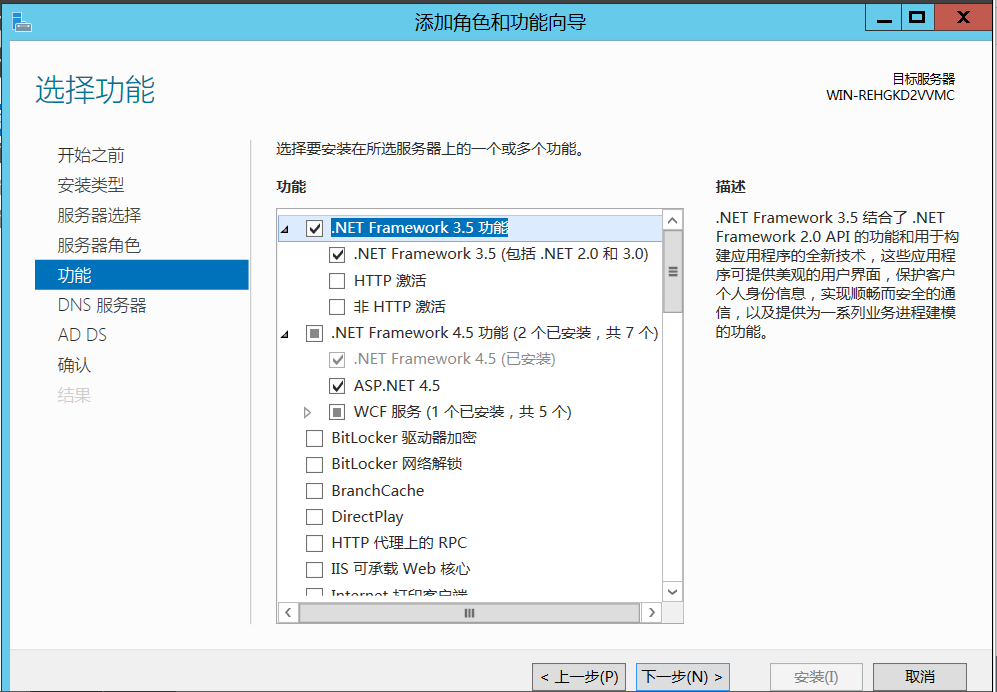 添加角色和功能向导
选择功能
目标服务器
WIN-REHGKD2VVMC
开始之前
安装类型
服务器选择
服务器角色
功能
DNS 服务器
AD DS
确认
结果
选择要安装在所选服务器上的一个或多个功能。
功能
.NET Framework 3.5 功能
.NET Framework 3.5 (包括 .NET 2.0 和 3.0)
HTTP 激活
非 HTTP 激活
.NET Framework 4.5 功能 (2 个已安装，共 7 个)
.NET Framework 4.5 (已安装)
ASP.NET 4.5
WCF 服务 (1 个已安装，共 5 个)
BitLocker 驱动器加密
BitLocker 网络解锁
BranchCache
DirectPlay
HTTP 代理上的 RPC
IIS 可承载 Web 核心
Internet 打印客户端
描述
.NET Framework 3.5 结合了 .NET
Framework 2.0 API 的功能和用于构
建应用程序的全新技术，这些应用程
序可提供美观的用户界面，保护客户
个人身份信息，实现顺畅而安全的通
信，以及提供为一系列业务进程建模
的功能。
< 上一步(P)
下一步(N) >
安装(I)
取消